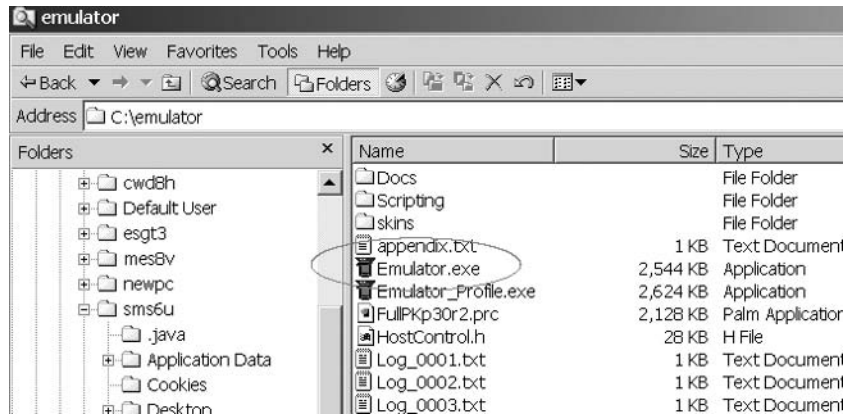 emulator
File Edit View Favorites Tools Help
Back Search Folders
Address C:\emulator
Folders
cwd8h
Default User
esgt3
mes8v
newpc
sms6u
.java
Application Data
Cookies
Desktop
Name Size Type
Docs File Folder
Scripting File Folder
skins File Folder
appendix.txt 1 KB Text Document
Emulator.exe 2,544 KB Application
Emulator_Profile.exe 2,624 KB Application
FullPKp30r2.prc 2,128 KB Palm Application
HostControl.h 28 KB H File
Log_0001.txt 1 KB Text Document
Log_0002.txt 1 KB Text Document
Log_0003.txt 1 KB Text Document